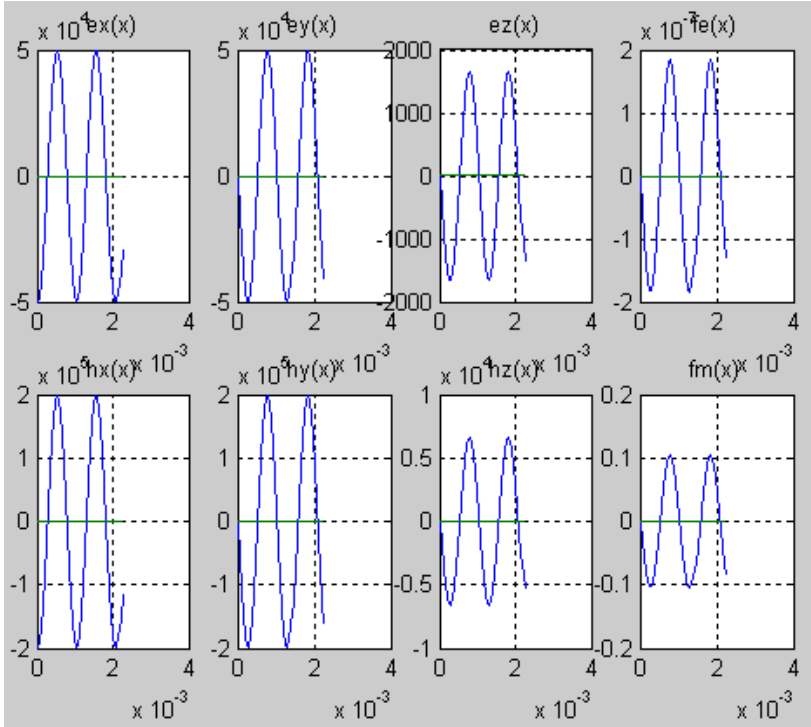 x 10^4 ex(x)
x 10^4 ey(x)
ez(x)
x 10^-7 fe(x)
5
0
-5
0 2 4
x 10^-3
5
0
-5
0 2 4
x 10^-3
2000
1000
0
-1000
-2000
0 2 4
x 10^-3
2
1
0
-1
-2
0 2 4
x 10^-3
x 10^5 hx(x)
x 10^5 hy(x)
x 10^4 hz(x)
fm(x)
2
1
0
-1
-2
0 2 4
x 10^-3
2
1
0
-1
-2
0 2 4
x 10^-3
1
0.5
0
-0.5
-1
0 2 4
x 10^-3
0.2
0.1
0
-0.1
-0.2
0 2 4
x 10^-3